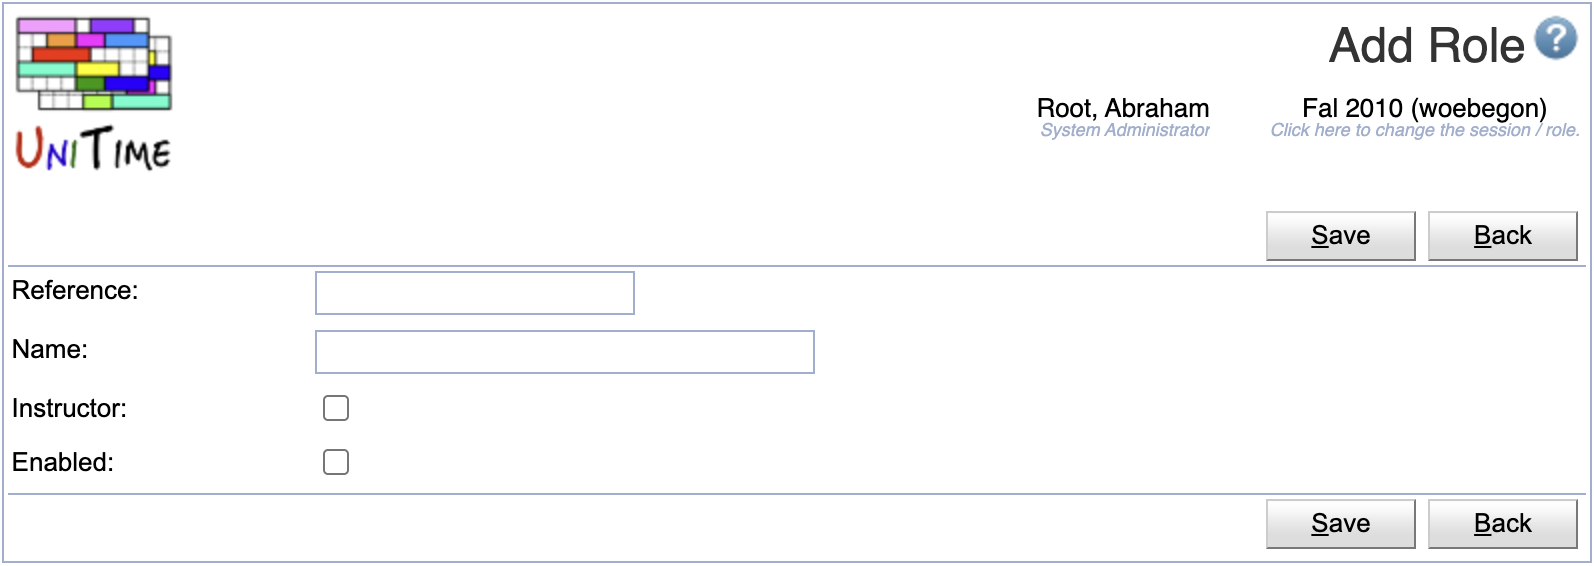 UNITIME
Add Role ?
Root, Abraham
System Administrator
Fal 2010 (woebegon)
Click here to change the session / role.
Save Back
Reference:
Name:
Instructor:
Enabled:
Save Back